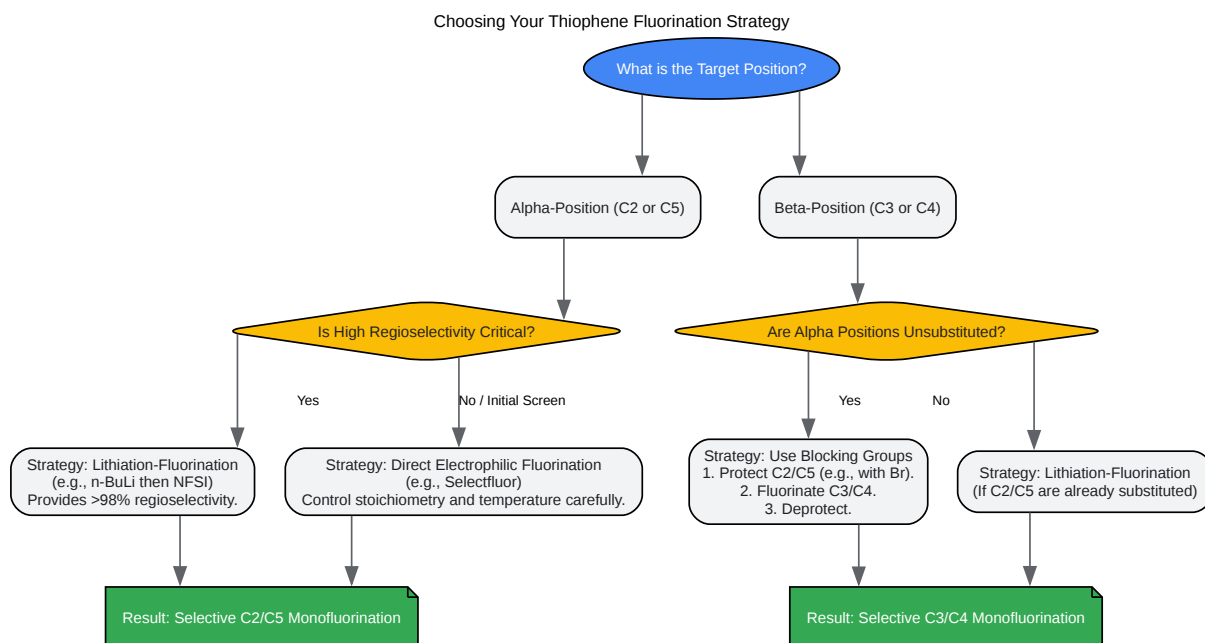 Choosing Your Thiophene Fluorination Strategy
What is the Target Position?
Alpha-Position (C2 or C5)
Beta-Position (C3 or C4)
Is High Regioselectivity Critical?
Are Alpha Positions Unsubstituted?
Yes
No / Initial Screen
Yes
No
Strategy: Lithiation-Fluorination
(e.g., n-BuLi then NFSI)
Provides >98% regioselectivity.
Strategy: Direct Electrophilic Fluorination
(e.g., Selectfluor)
Control stoichiometry and temperature carefully.
Strategy: Use Blocking Groups
1. Protect C2/C5 (e.g., with Br).
2. Fluorinate C3/C4.
3. Deprotect.
Strategy: Lithiation-Fluorination
(If C2/C5 are already substituted)
Result: Selective C2/C5 Monofluorination
Result: Selective C3/C4 Monofluorination